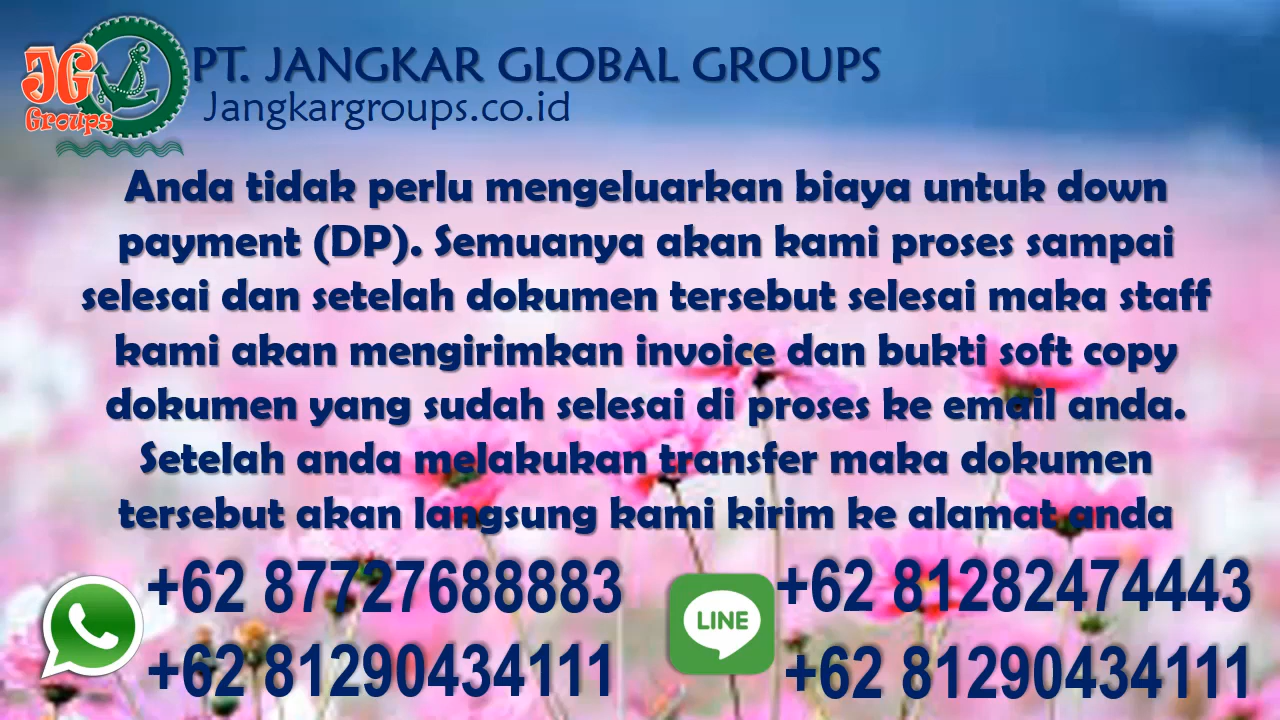 JG
Groups
PT. JANGKAR GLOBAL GROUPS
Jangkargroups.co.id
Anda tidak perlu mengeluarkan biaya untuk down
payment (DP). Semuanya akan kami proses sampai
selesai dan setelah dokumen tersebut selesai maka staff
kami akan mengirimkan invoice dan bukti soft copy
dokumen yang sudah selesai di proses ke email anda.
Setelah anda melakukan transfer maka dokumen
tersebut akan langsung kami kirim ke alamat anda
+62 87727688883
+62 81290434111
LINE
+62 81282474443
+62 81290434111